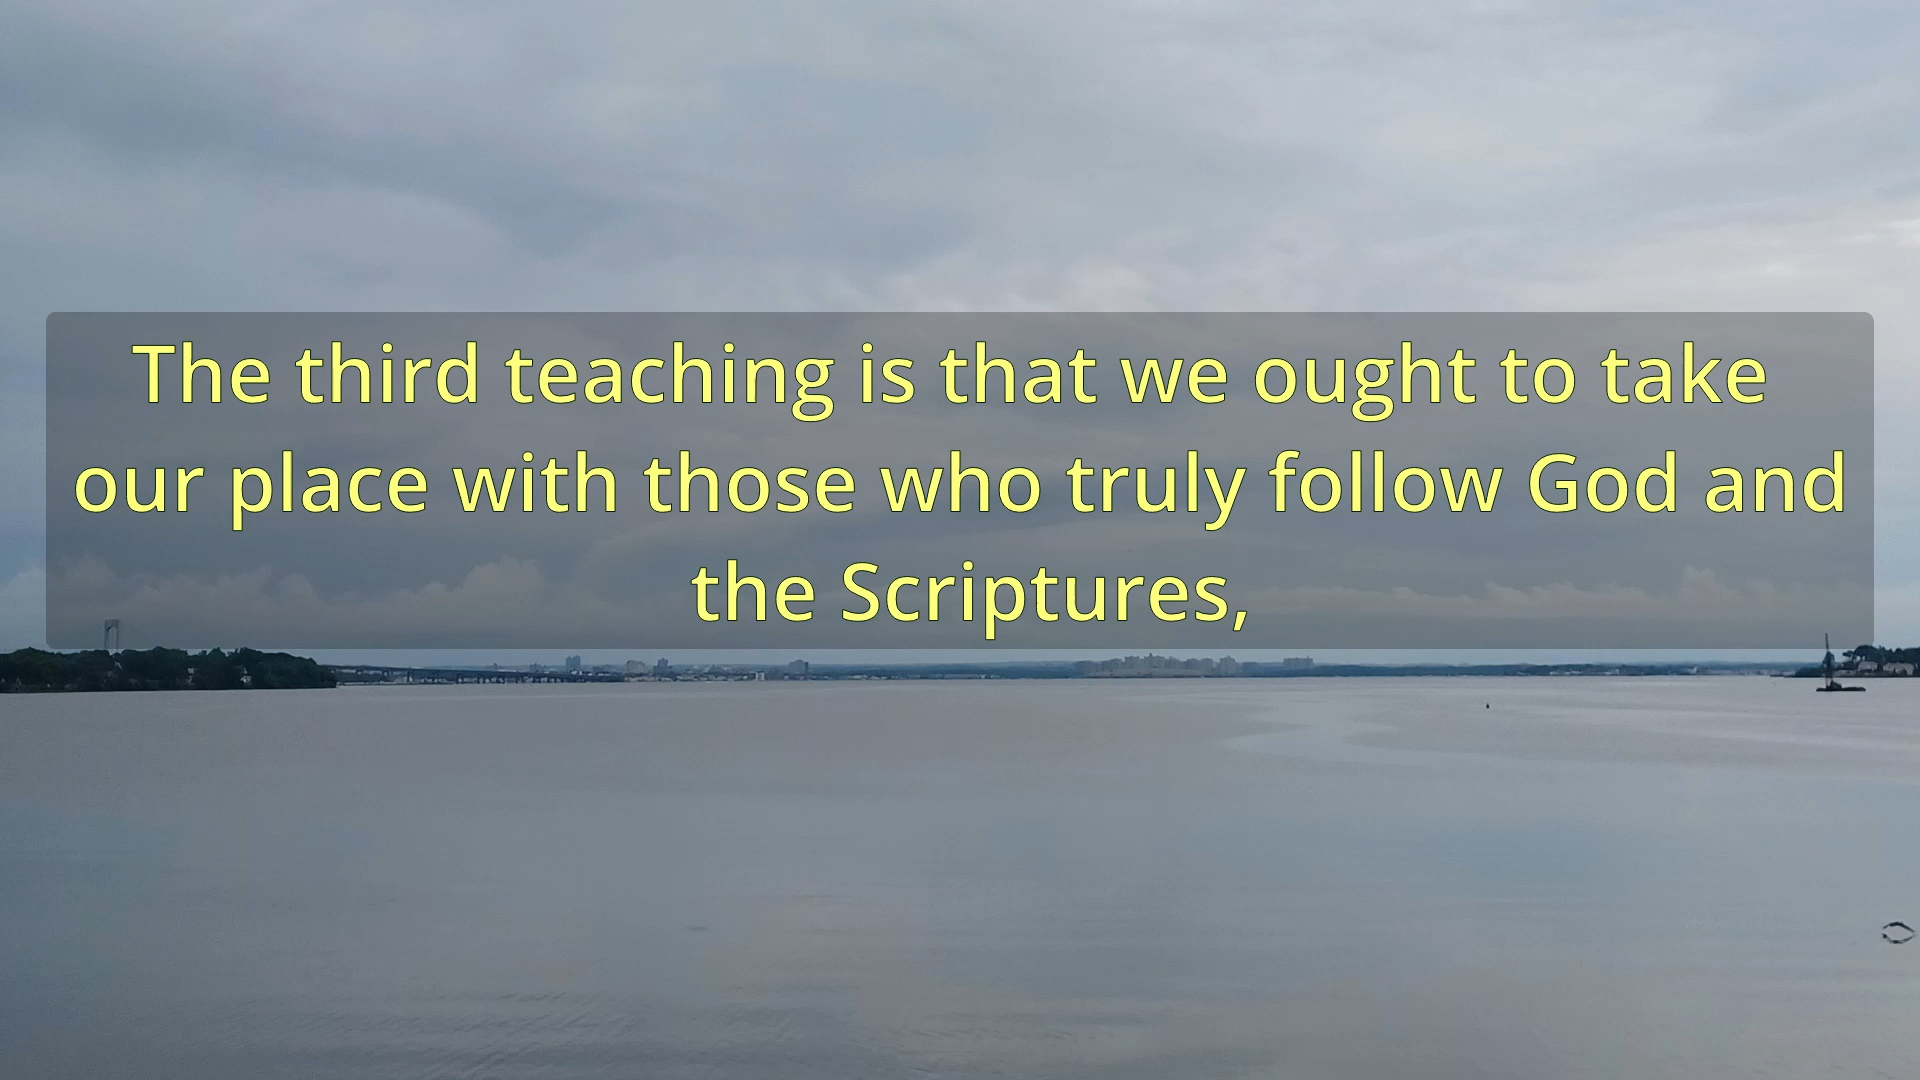 The third teaching is that we ought to take
our place with those who truly follow God and
the Scriptures,